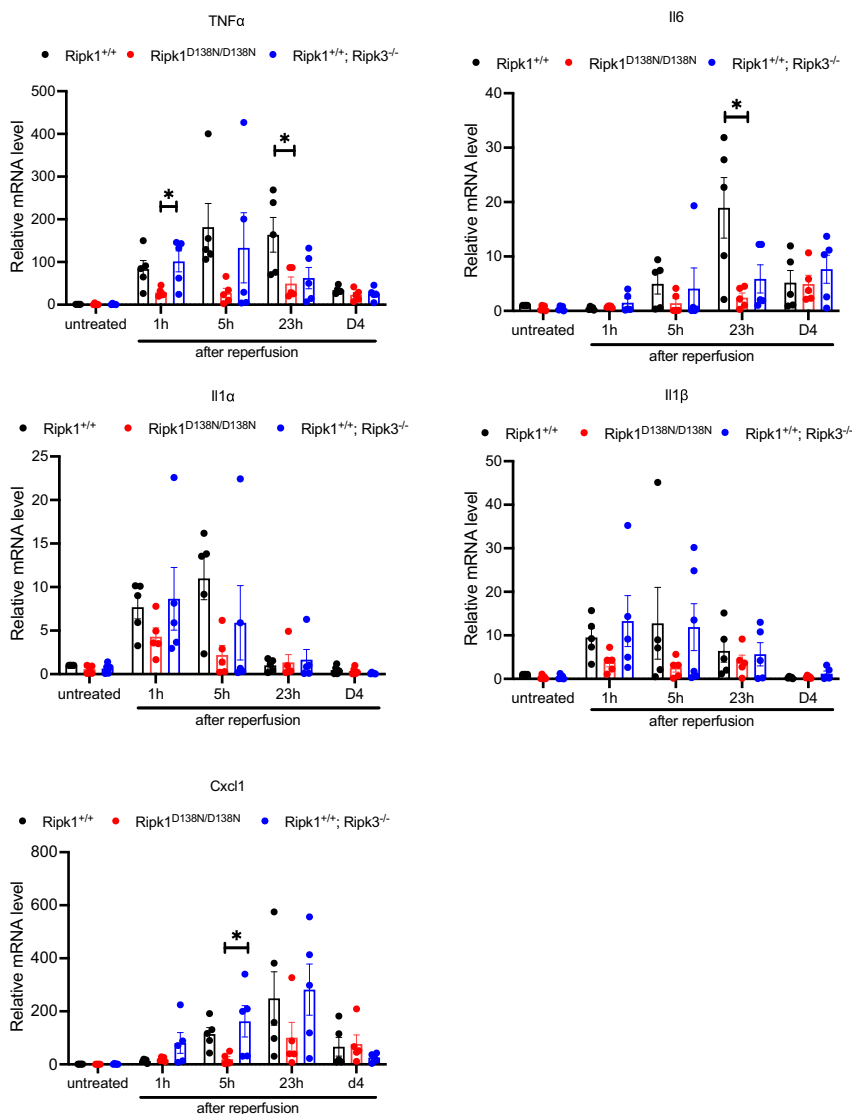 TNFα
Ripk1+/+ Ripk1D138N/D138N Ripk1+/+; Ripk3-/-
Relative mRNA level
500
400
300
200
100
0
*
*
untreated 1h 5h 23h D4
after reperfusion
Il6
Ripk1+/+ Ripk1D138N/D138N Ripk1+/+; Ripk3-/-
Relative mRNA level
40
30
20
10
0
*
untreated 1h 5h 23h D4
after reperfusion
Il1α
Ripk1+/+ Ripk1D138N/D138N Ripk1+/+; Ripk3-/-
Relative mRNA level
25
20
15
10
5
0
untreated 1h 5h 23h D4
after reperfusion
Il1β
Ripk1+/+ Ripk1D138N/D138N Ripk1+/+; Ripk3-/-
Relative mRNA level
50
40
30
20
10
0
untreated 1h 5h 23h D4
after reperfusion
Cxcl1
Ripk1+/+ Ripk1D138N/D138N Ripk1+/+; Ripk3-/-
Relative mRNA level
800
600
400
200
0
*
untreated 1h 5h 23h d4
after reperfusion